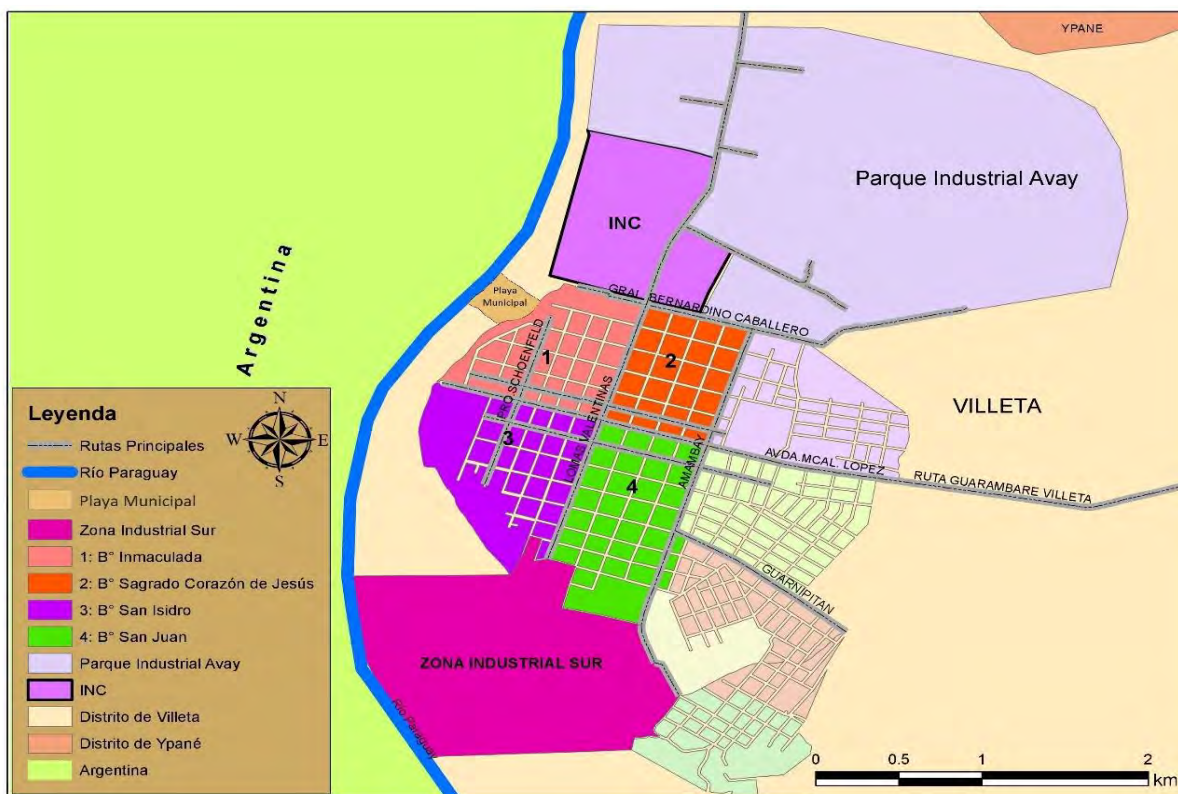 YPANE
Parque Industrial Avay
INC
Playa
Municipal
GRAL. BERNARDINO CABALLERO
Argentina
PRO.SCHOENFELD
1
2
LOMAS VALENTINAS
VILLETA
3
4
AMAMBAY
AVDA.MCAL. LOPEZ
RUTA GUARAMBARE VILLETA
GUARNIPITAN
ZONA INDUSTRIAL SUR
Río Paraguay
Leyenda
N
W
E
S
Rutas Principales
Río Paraguay
Playa Municipal
Zona Industrial Sur
1: B° Inmaculada
2: B° Sagrado Corazón de Jesús
3: B° San Isidro
4: B° San Juan
Parque Industrial Avay
INC
Distrito de Villeta
Distrito de Ypané
Argentina
0 0.5 1 2
km